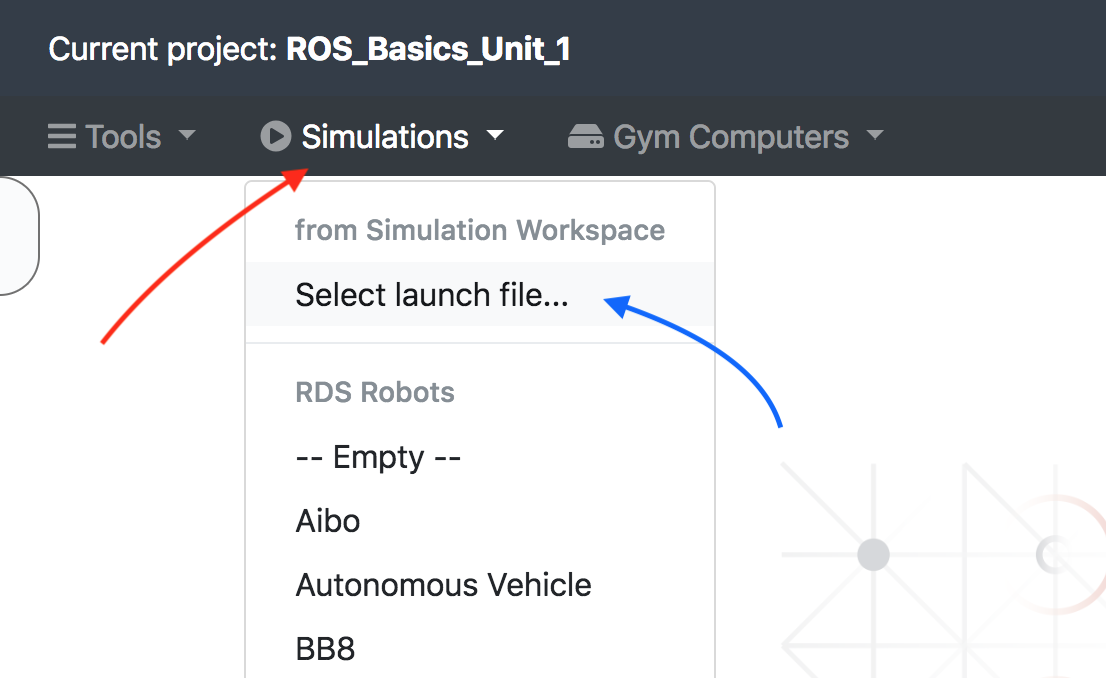 Current project: ROS_Basics_Unit_1
Tools Simulations Gym Computers
from Simulation Workspace
Select launch file...
RDS Robots
-- Empty --
Aibo
Autonomous Vehicle
BB8